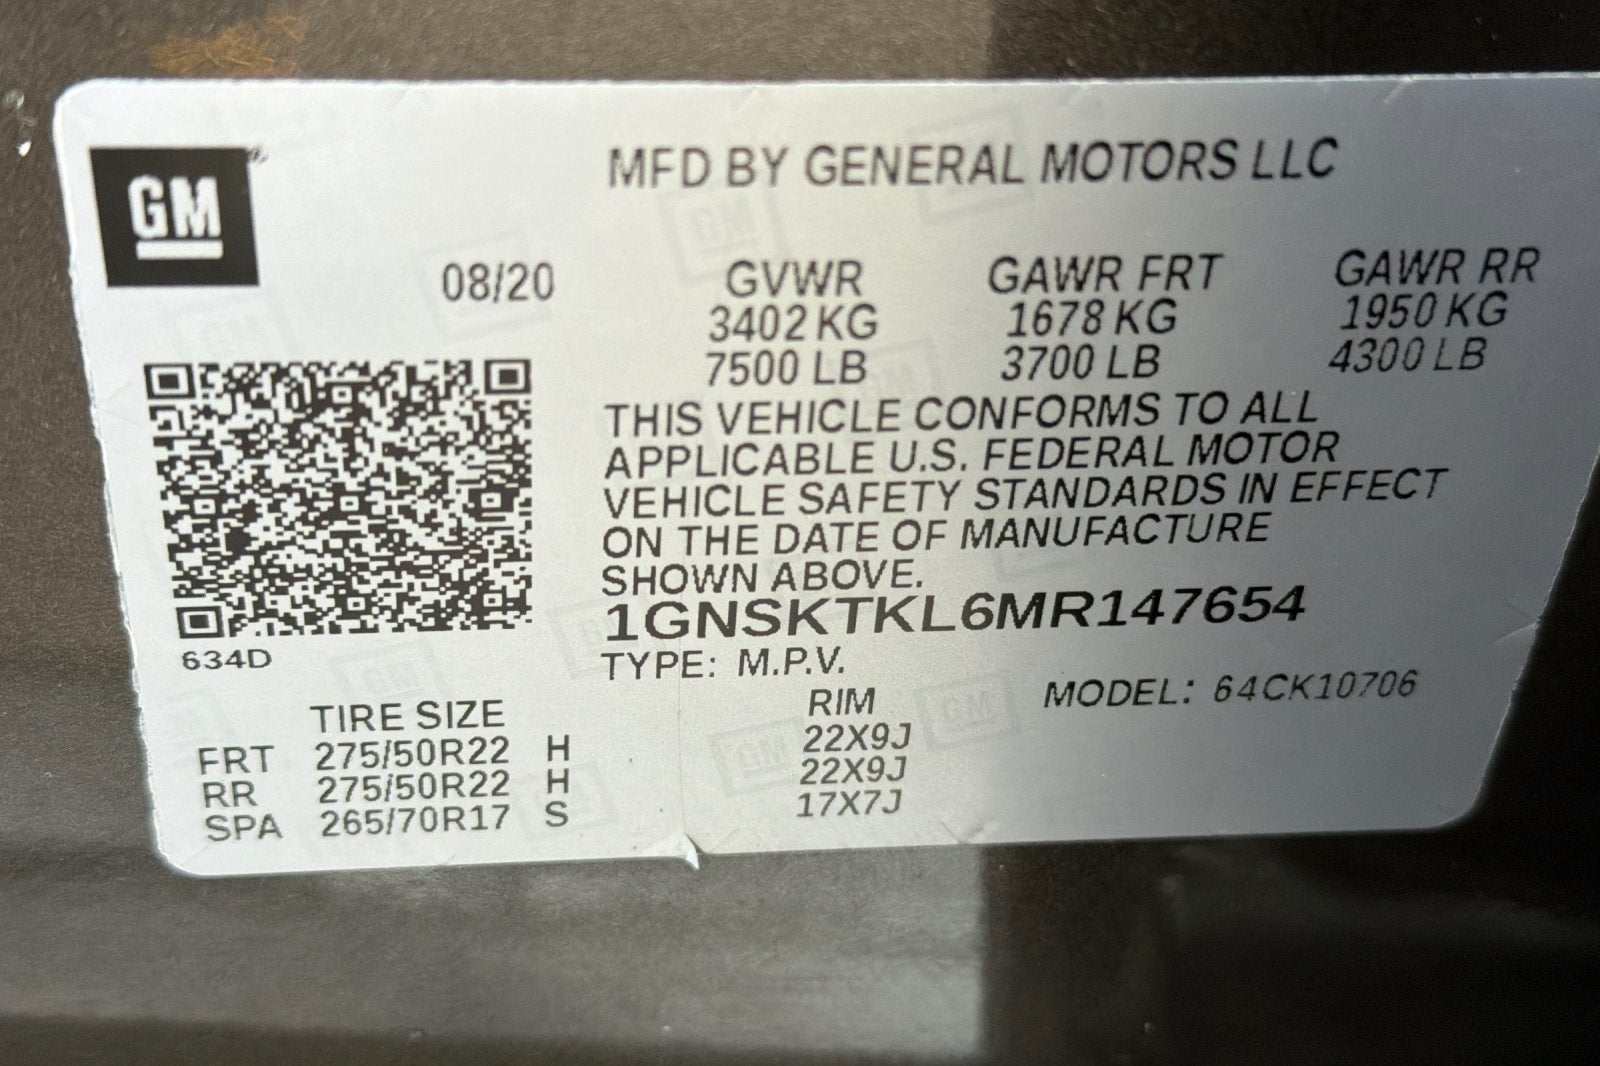 GM
MFD BY GENERAL MOTORS LLC
08/20 GVWR GAWR FRT GAWR RR
3402 KG 1678 KG 1950 KG
7500 LB 3700 LB 4300 LB
THIS VEHICLE CONFORMS TO ALL
APPLICABLE U.S. FEDERAL MOTOR
VEHICLE SAFETY STANDARDS IN EFFECT
ON THE DATE OF MANUFACTURE
SHOWN ABOVE.
1GNSKTKL6MR147654
634D
TYPE: M.P.V.
MODEL: 64CK10706
TIRE SIZE RIM
FRT 275/50R22 H 22X9J
RR 275/50R22 H 22X9J
SPA 265/70R17 S 17X7J